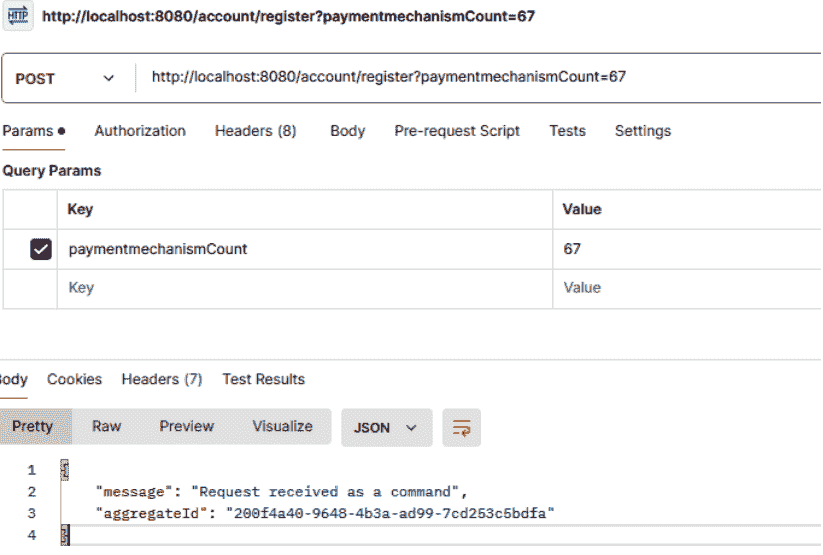 HTTP http://localhost:8080/account/register?paymentmechanismCount=67
POST http://localhost:8080/account/register?paymentmechanismCount=67
Params Authorization Headers (8) Body Pre-request Script Tests Settings
Query Params
Key Value
paymentmechanismCount 67
Key Value
Body Cookies Headers (7) Test Results
Pretty Raw Preview Visualize JSON
1 {
2 "message": "Request received as a command",
3 "aggregateId": "200f4a40-9648-4b3a-ad99-7cd253c5bdfa"
4 }